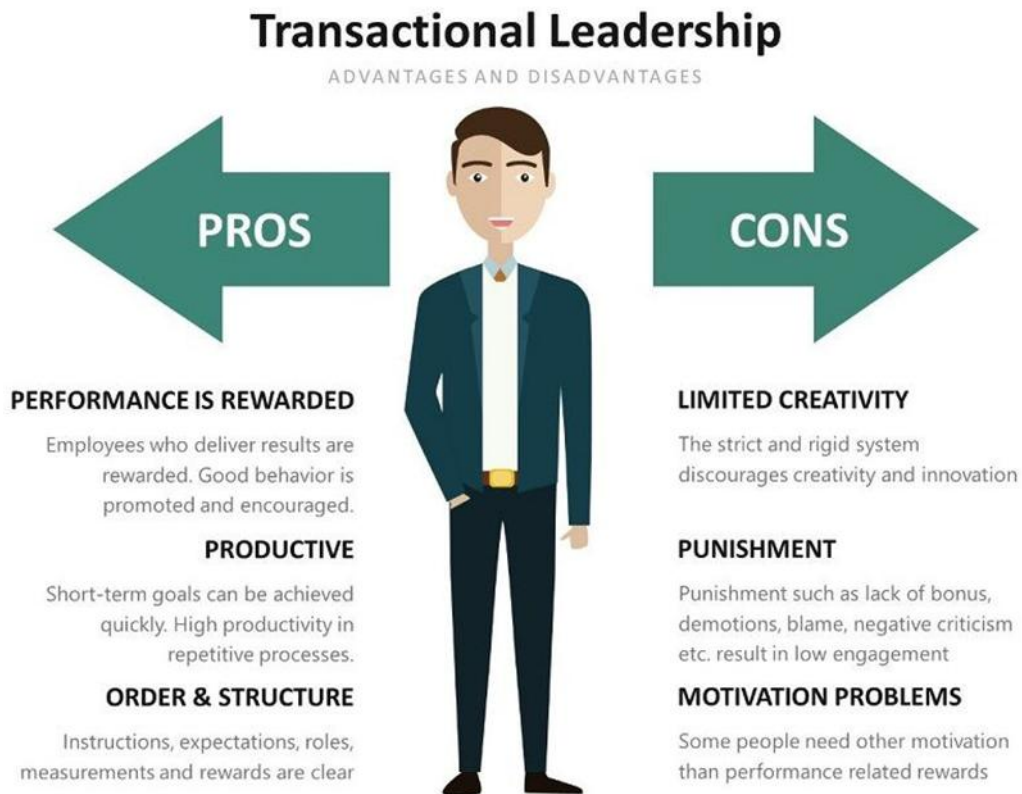 Transactional Leadership
ADVANTAGES AND DISADVANTAGES
PROS
PERFORMANCE IS REWARDED
Employees who deliver results are
rewarded. Good behavior is
promoted and encouraged.
PRODUCTIVE
Short-term goals can be achieved
quickly. High productivity in
repetitive processes.
ORDER & STRUCTURE
Instructions, expectations, roles,
measurements and rewards are clear
CONS
LIMITED CREATIVITY
The strict and rigid system
discourages creativity and innovation
PUNISHMENT
Punishment such as lack of bonus,
demotions, blame, negative criticism
etc. result in low engagement
MOTIVATION PROBLEMS
Some people need other motivation
than performance related rewards